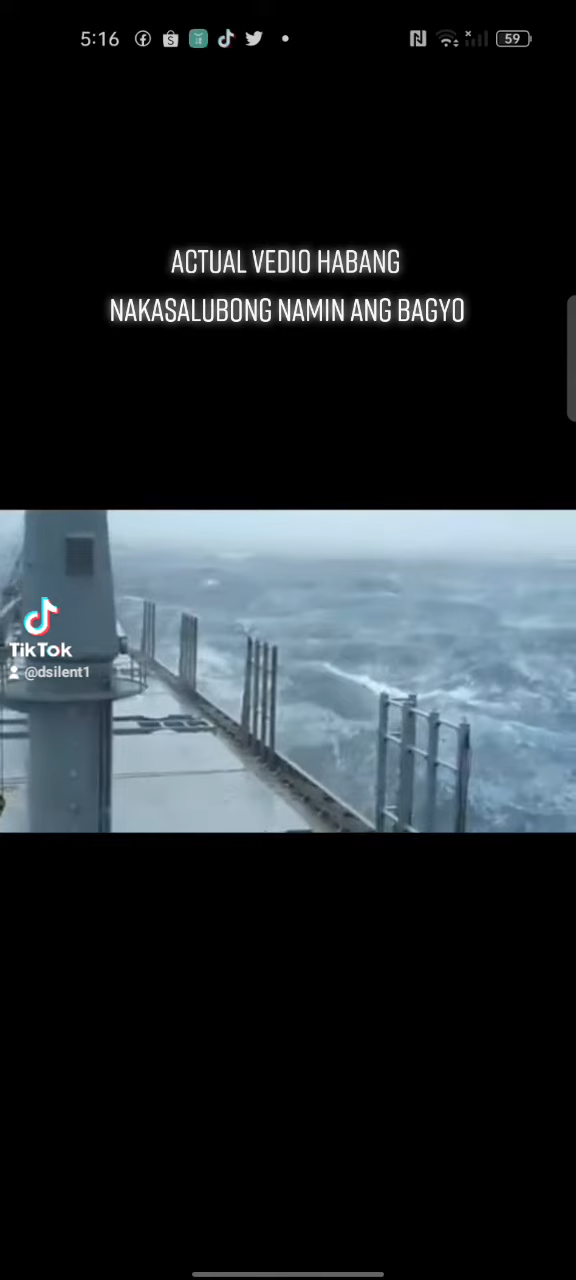 5:16
59
ACTUAL VEDIO HABANG
NAKASALUBONG NAMIN ANG BAGYO
TikTok
@dsilent1